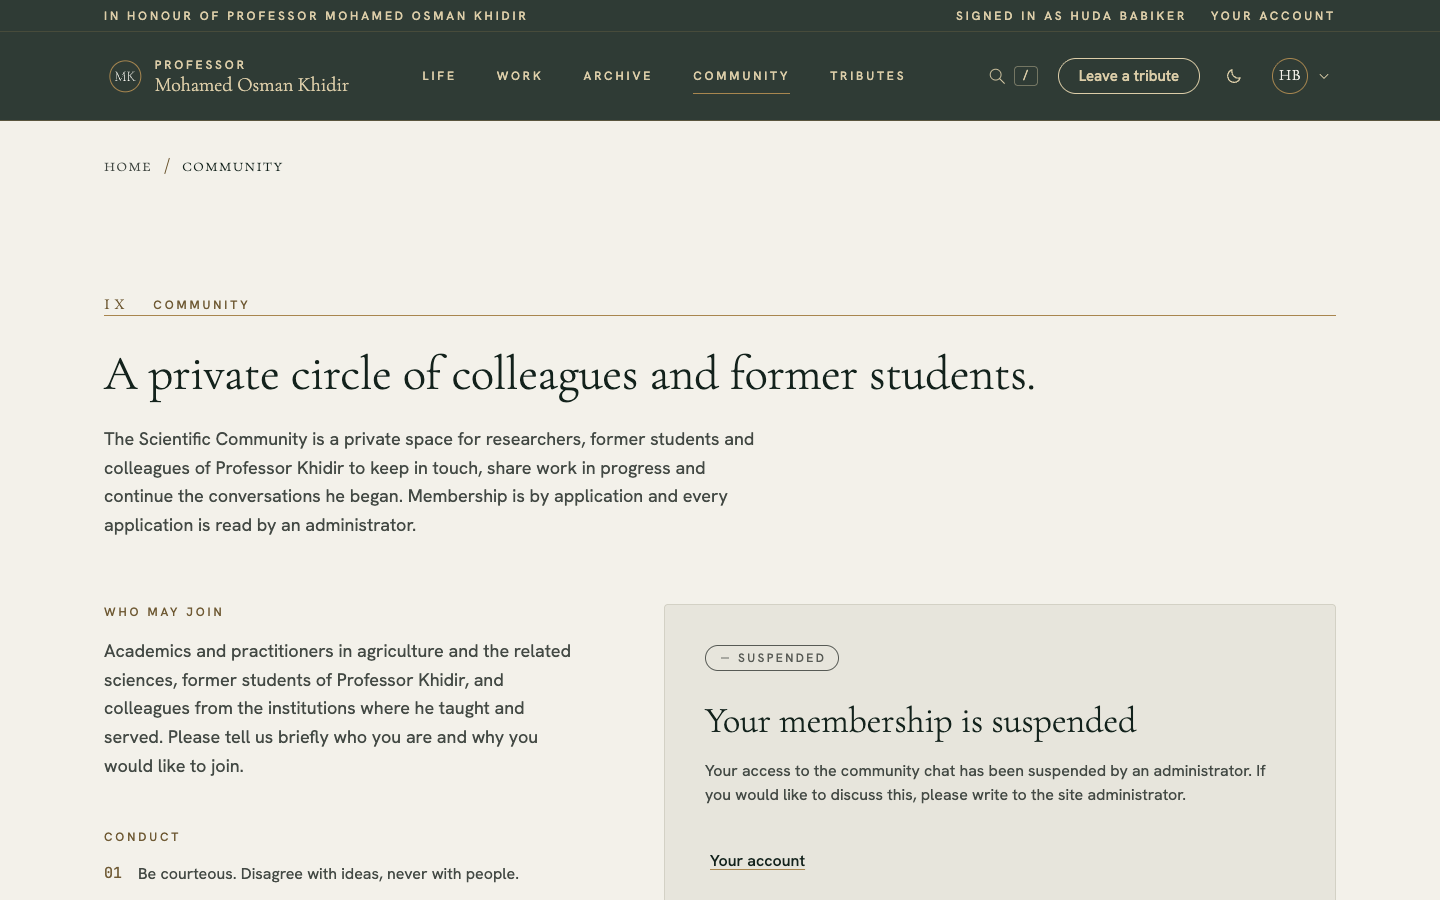 IN HONOUR OF PROFESSOR MOHAMED OSMAN KHIDIR
SIGNED IN AS HUDA BABIKER
YOUR ACCOUNT
MK
PROFESSOR
Mohamed Osman Khidir
LIFE
WORK
ARCHIVE
COMMUNITY
TRIBUTES
/
Leave a tribute
HB
HOME / COMMUNITY
IX COMMUNITY
A private circle of colleagues and former students.
The Scientific Community is a private space for researchers, former students and
colleagues of Professor Khidir to keep in touch, share work in progress and
continue the conversations he began. Membership is by application and every
application is read by an administrator.
WHO MAY JOIN
Academics and practitioners in agriculture and the related
sciences, former students of Professor Khidir, and
colleagues from the institutions where he taught and
served. Please tell us briefly who you are and why you
would like to join.
CONDUCT
01 Be courteous. Disagree with ideas, never with people.
– SUSPENDED
Your membership is suspended
Your access to the community chat has been suspended by an administrator. If
you would like to discuss this, please write to the site administrator.
Your account